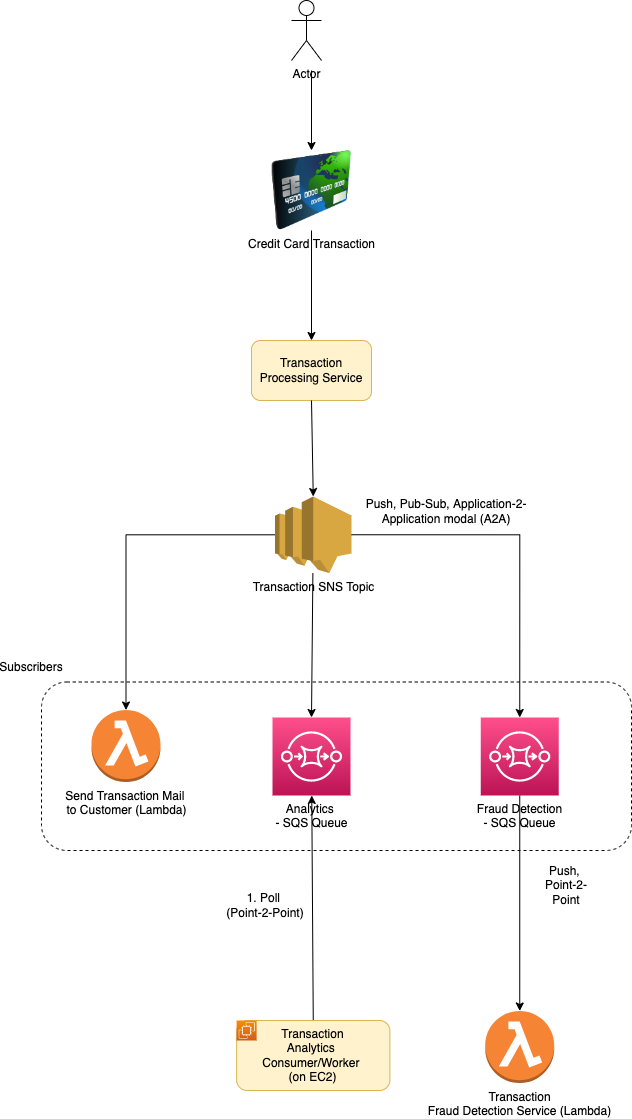 Actor
4500 0000 0000 0000
00/00
00/00
Credit Card Transaction
Transaction
Processing Service
Push, Pub-Sub, Application-2-
Application modal (A2A)
Transaction SNS Topic
Subscribers
Send Transaction Mail
to Customer (Lambda)
Analytics
- SQS Queue
Fraud Detection
- SQS Queue
Push,
Point-2-
Point
1. Poll
(Point-2-Point)
Transaction
Analytics
Consumer/Worker
(on EC2)
Transaction
Fraud Detection Service (Lambda)